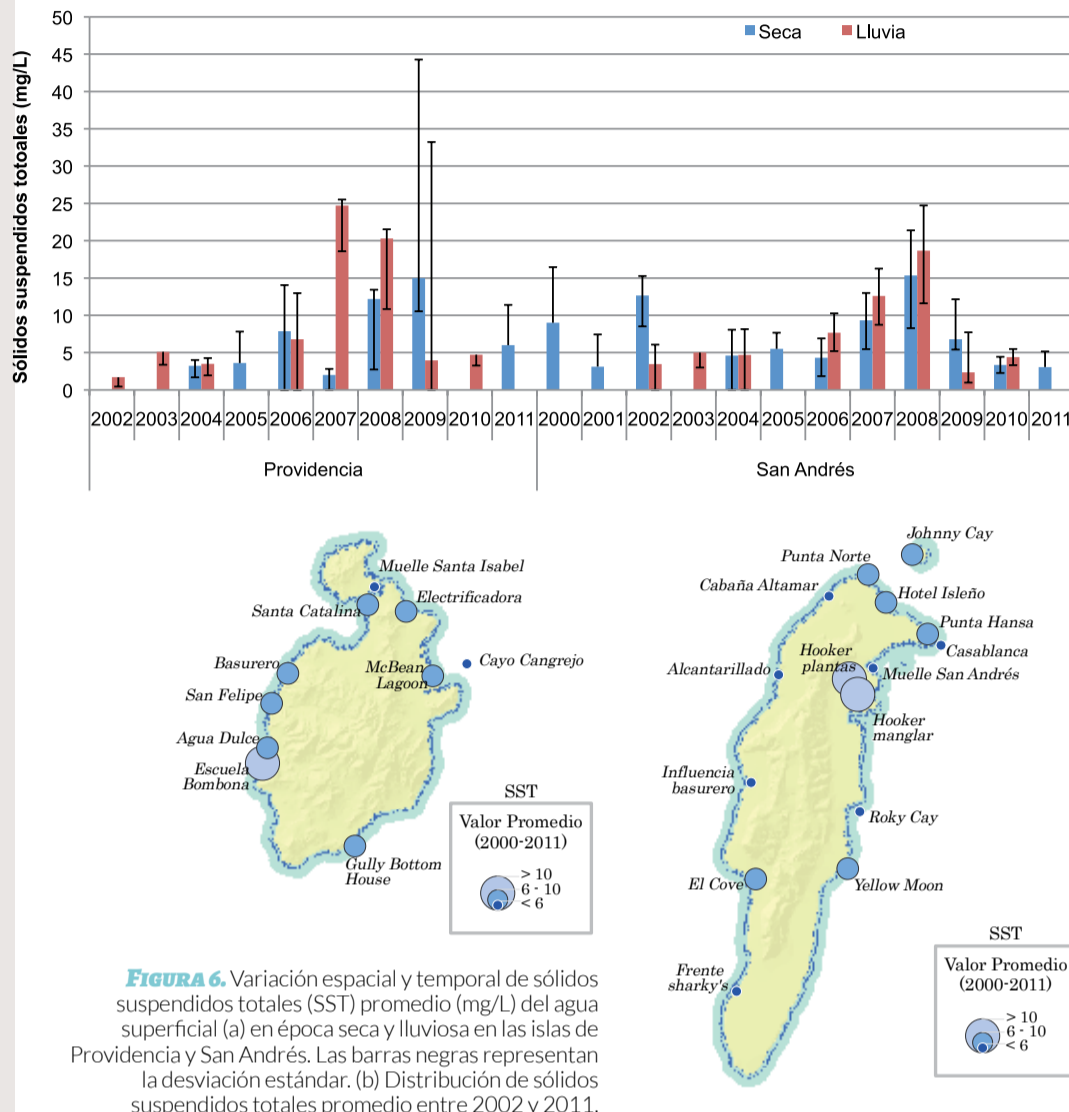 Sólidos suspendidos totoales (mg/L)
50
45
40
35
30
25
20
15
10
5
0
Seca
Lluvia
2002 2003 2004 2005 2006 2007 2008 2009 2010 2011 2000 2001 2002 2003 2004 2005 2006 2007 2008 2009 2010 2011
Providencia
San Andrés
Muelle Santa Isabel
Santa Catalina
Electrificadora
Basurero
McBean
Lagoon
Cayo Cangrejo
San Felipe
Agua Dulce
Escuela
Bombona
Gully Bottom
House
SST
Valor Promedio
(2000-2011)
> 10
6 - 10
< 6
Johnny Cay
Punta Norte
Cabaña Altamar
Hotel Isleño
Punta Hansa
Casablanca
Hooker
plantas
Alcantarillado
Muelle San Andrés
Hooker
manglar
Influencia
basurero
Roky Cay
El Cove
Yellow Moon
Frente
sharky's
SST
Valor Promedio
(2000-2011)
> 10
6 - 10
< 6
FIGURA 6. Variación espacial y temporal de sólidos
suspendidos totales (SST) promedio (mg/L) del agua
superficial (a) en época seca y lluviosa en las islas de
Providencia y San Andrés. Las barras negras representan
la desviación estándar. (b) Distribución de sólidos
suspendidos totales promedio entre 2002 y 2011.